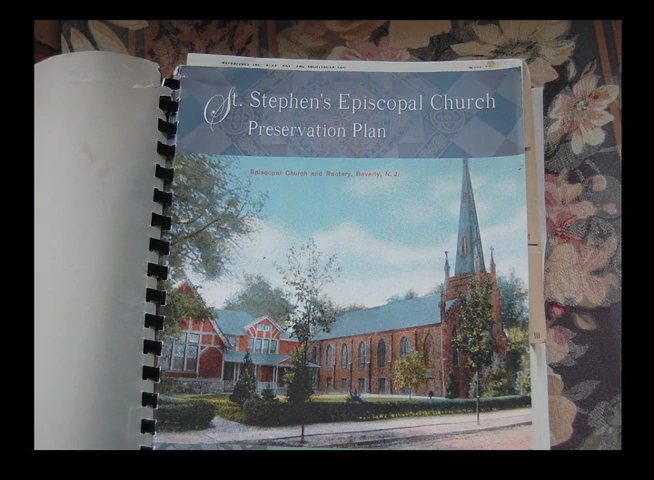 St. Stephen's Episcopal Church
Preservation Plan
Episcopal Church and Rectory, Beverly, N. J.